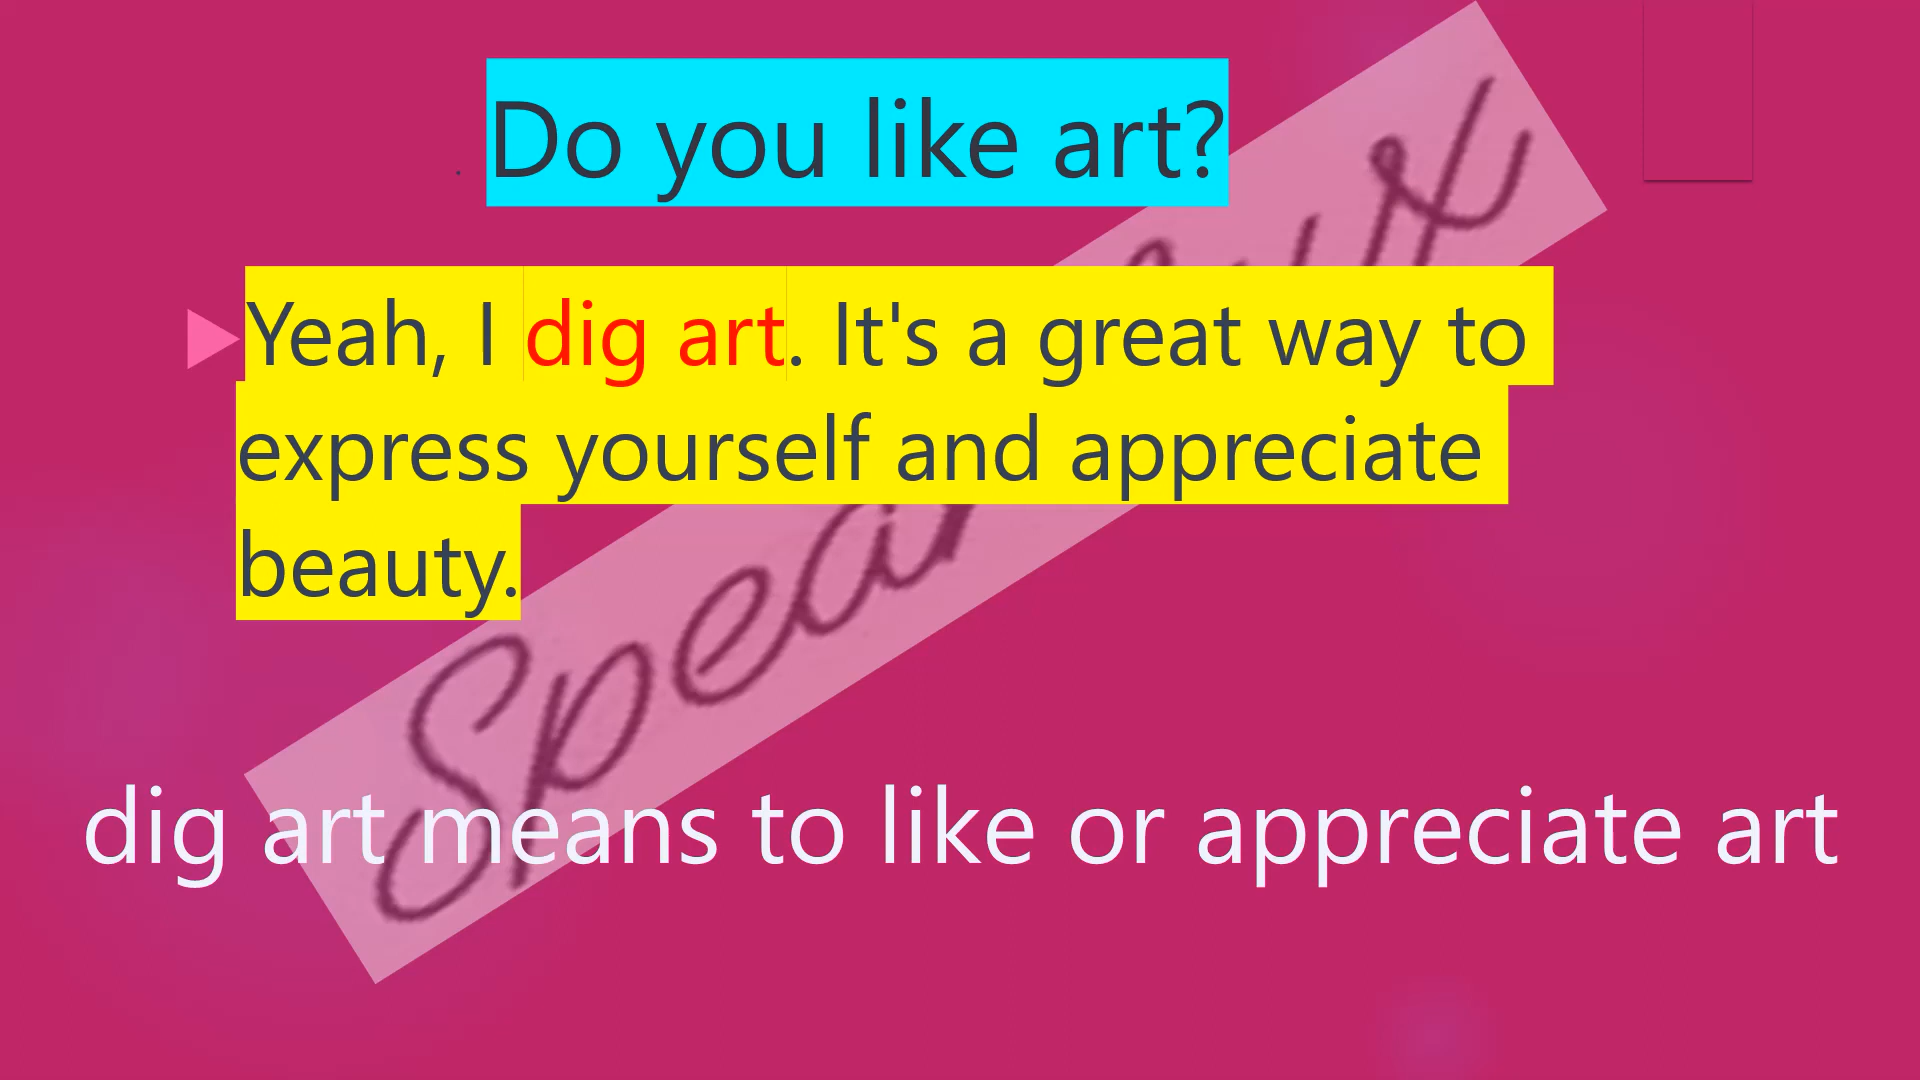 Do you like art?
Yeah, I dig art. It's a great way to
express yourself and appreciate
beauty.
dig art means to like or appreciate art